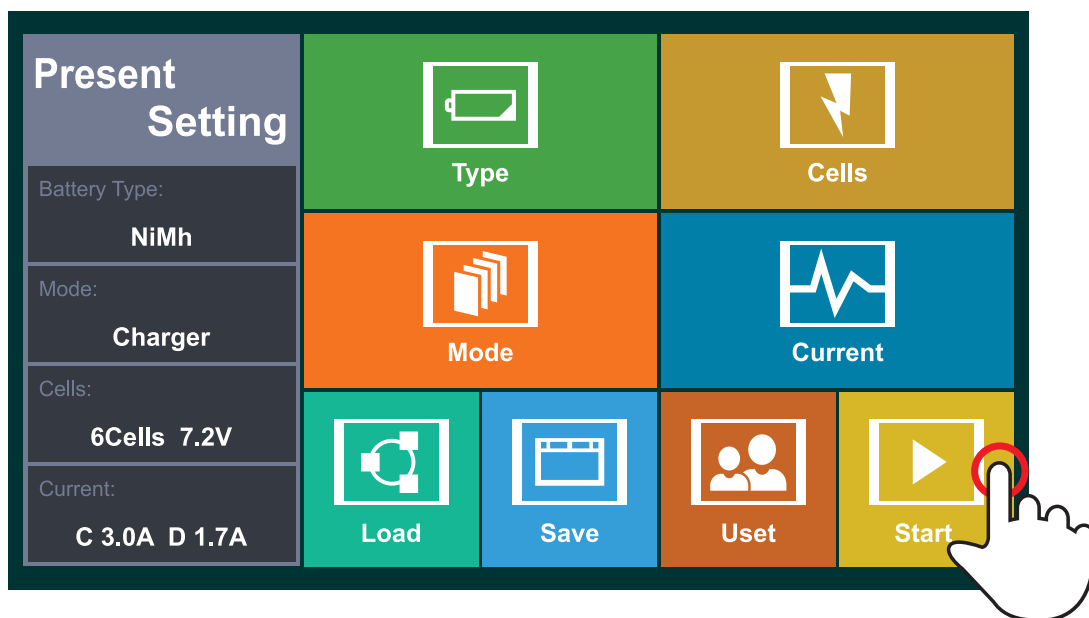 Present
Setting
Battery Type:
NiMh
Mode:
Charger
Cells:
6Cells 7.2V
Current:
C 3.0A D 1.7A
Type
Cells
Mode
Current
Load
Save
Uset
Start